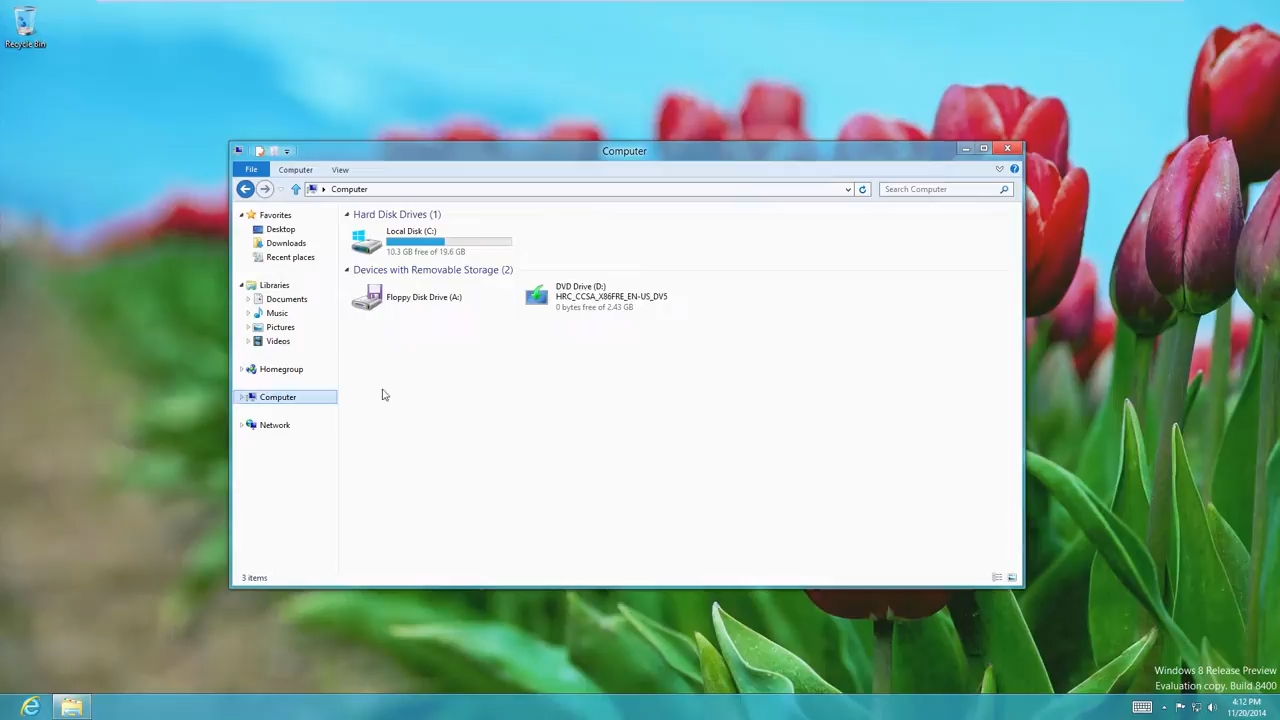 Recycle Bin
Computer
File Computer View
Computer
Search Computer
Favorites
Desktop
Downloads
Recent places
Libraries
Documents
Music
Pictures
Videos
Homegroup
Computer
Network
Hard Disk Drives (1)
Local Disk (C:)
10.3 GB free of 19.6 GB
Devices with Removable Storage (2)
Floppy Disk Drive (A:)
DVD Drive (D:)
HRC_CCSA_X86FRE_EN-US_DV5
0 bytes free of 2.43 GB
3 items
Windows 8 Release Preview
Evaluation copy. Build 8400
4:12 PM
11/20/2014